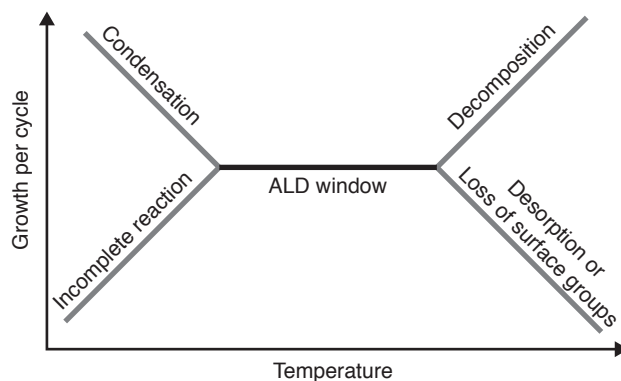 Growth per cycle
Condensation
Incomplete reaction
ALD window
Decomposition
Desorption or
Loss of surface groups
Temperature